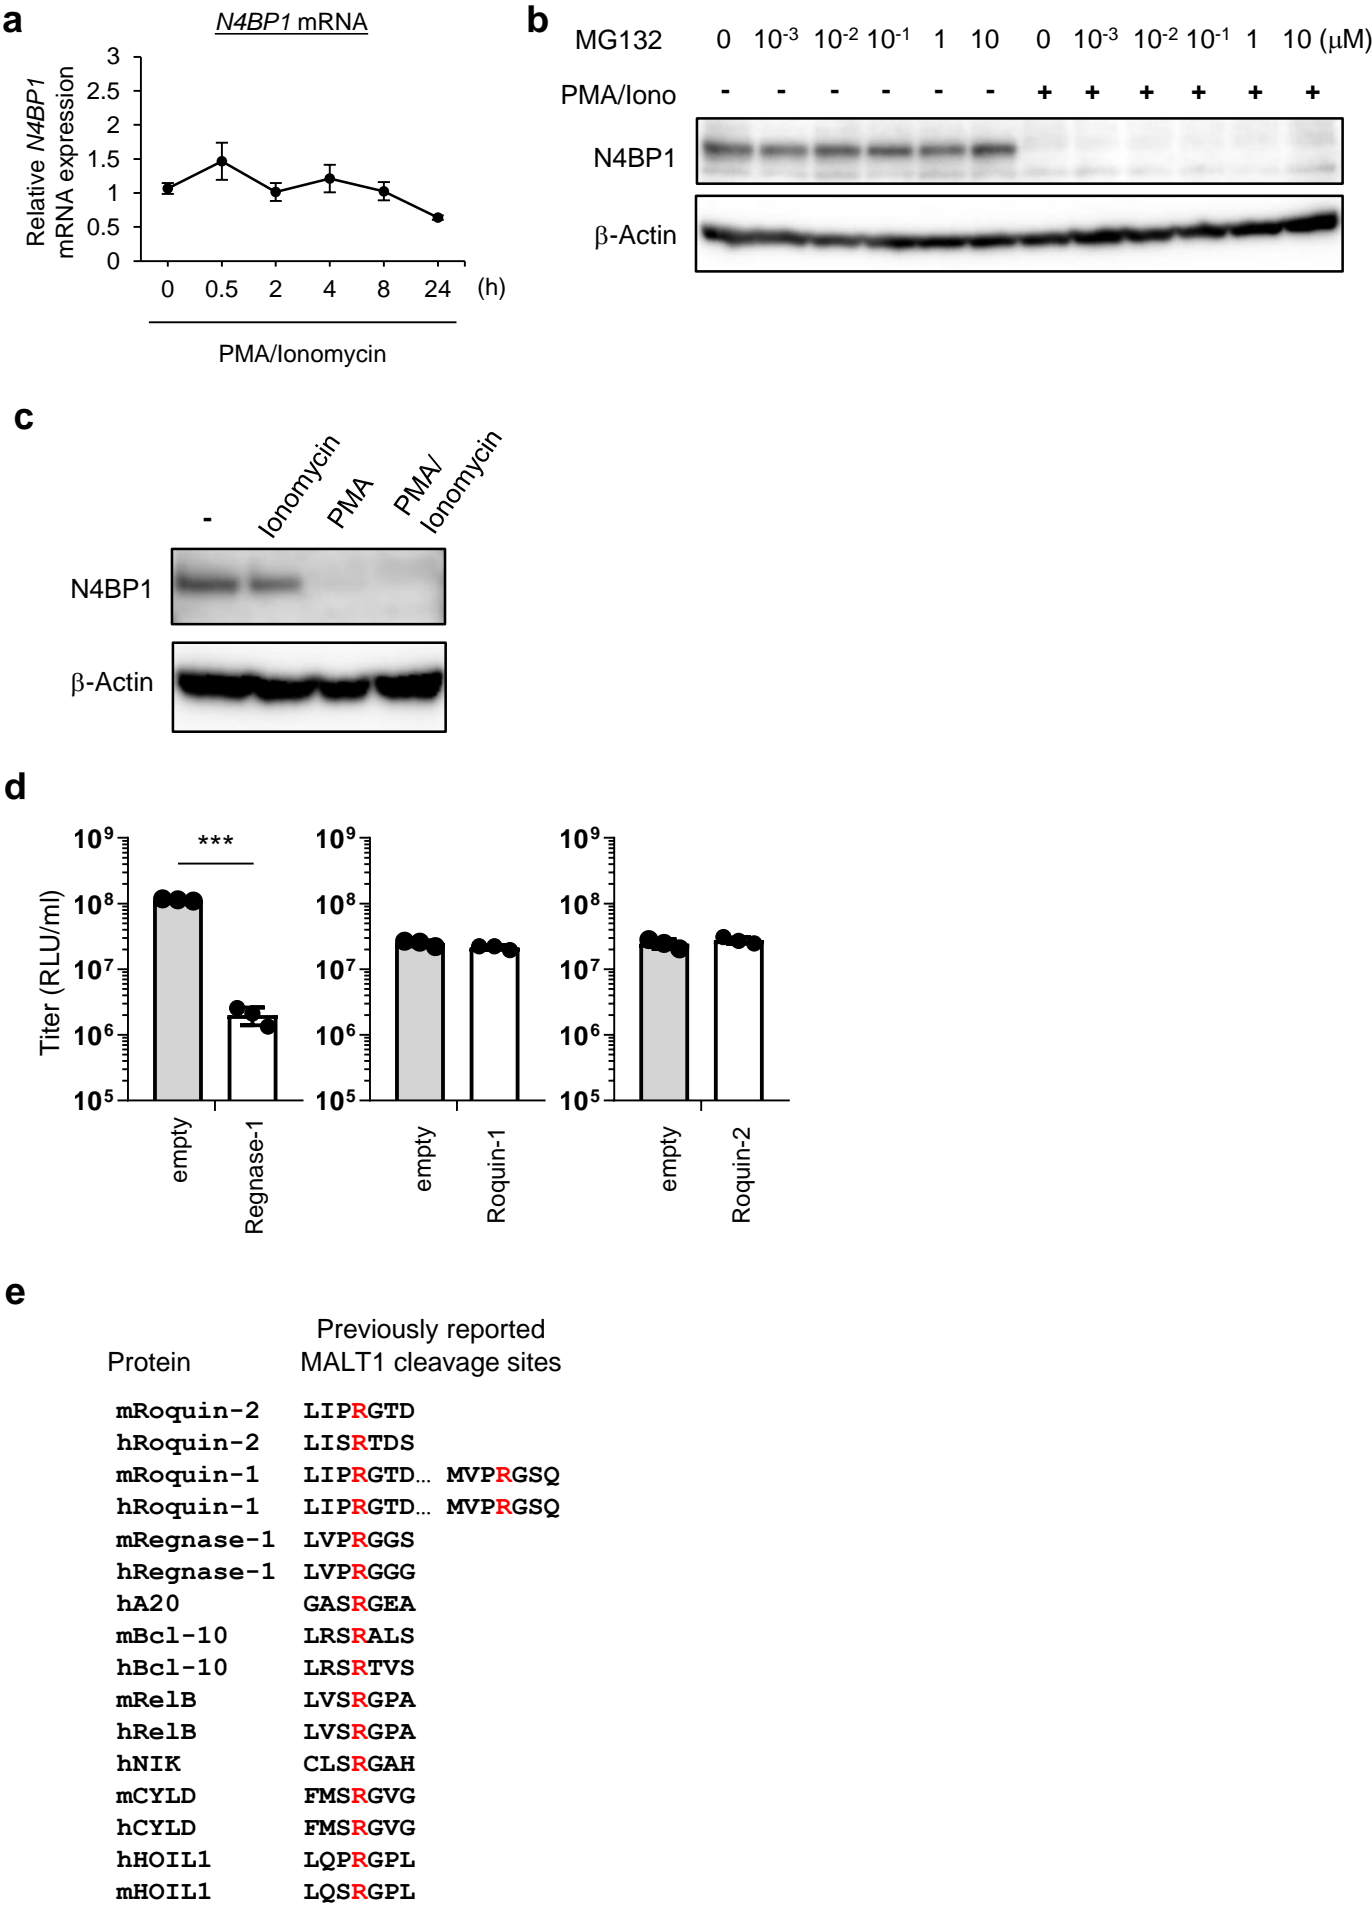 a
N4BP1 mRNA
Relative N4BP1
mRNA expression
3
2.5
2
1.5
1
0.5
0
0 0.5 2 4 8 24 (h)
PMA/Ionomycin
b
MG132 0 10-3 10-2 10-1 1 10 0 10-3 10-2 10-1 1 10 (μM)
PMA/Iono - - - - - - + + + + + +
N4BP1
β-Actin
c
- Ionomycin PMA PMA/
Ionomycin
N4BP1
β-Actin
d
Titer (RLU/ml)
10⁹
10⁸
10⁷
10⁶
10⁵
***
empty
Regnase-1
10⁹
10⁸
10⁷
10⁶
10⁵
empty
Roquin-1
10⁹
10⁸
10⁷
10⁶
10⁵
empty
Roquin-2
e
Previously reported
Protein MALT1 cleavage sites
mRoquin-2 LIPRGTD
hRoquin-2 LISRTDS
mRoquin-1 LIPRGTD… MVPRGSQ
hRoquin-1 LIPRGTD… MVPRGSQ
mRegnase-1 LVPRGGS
hRegnase-1 LVPRGGG
hA20 GASRGEA
mBcl-10 LRSRALS
hBcl-10 LRSRTVS
mRelB LVSRGPA
hRelB LVSRGPA
hNIK CLSRGAH
mCYLD FMSRGVG
hCYLD FMSRGVG
hHOIL1 LQPRGPL
mHOIL1 LQSRGPL